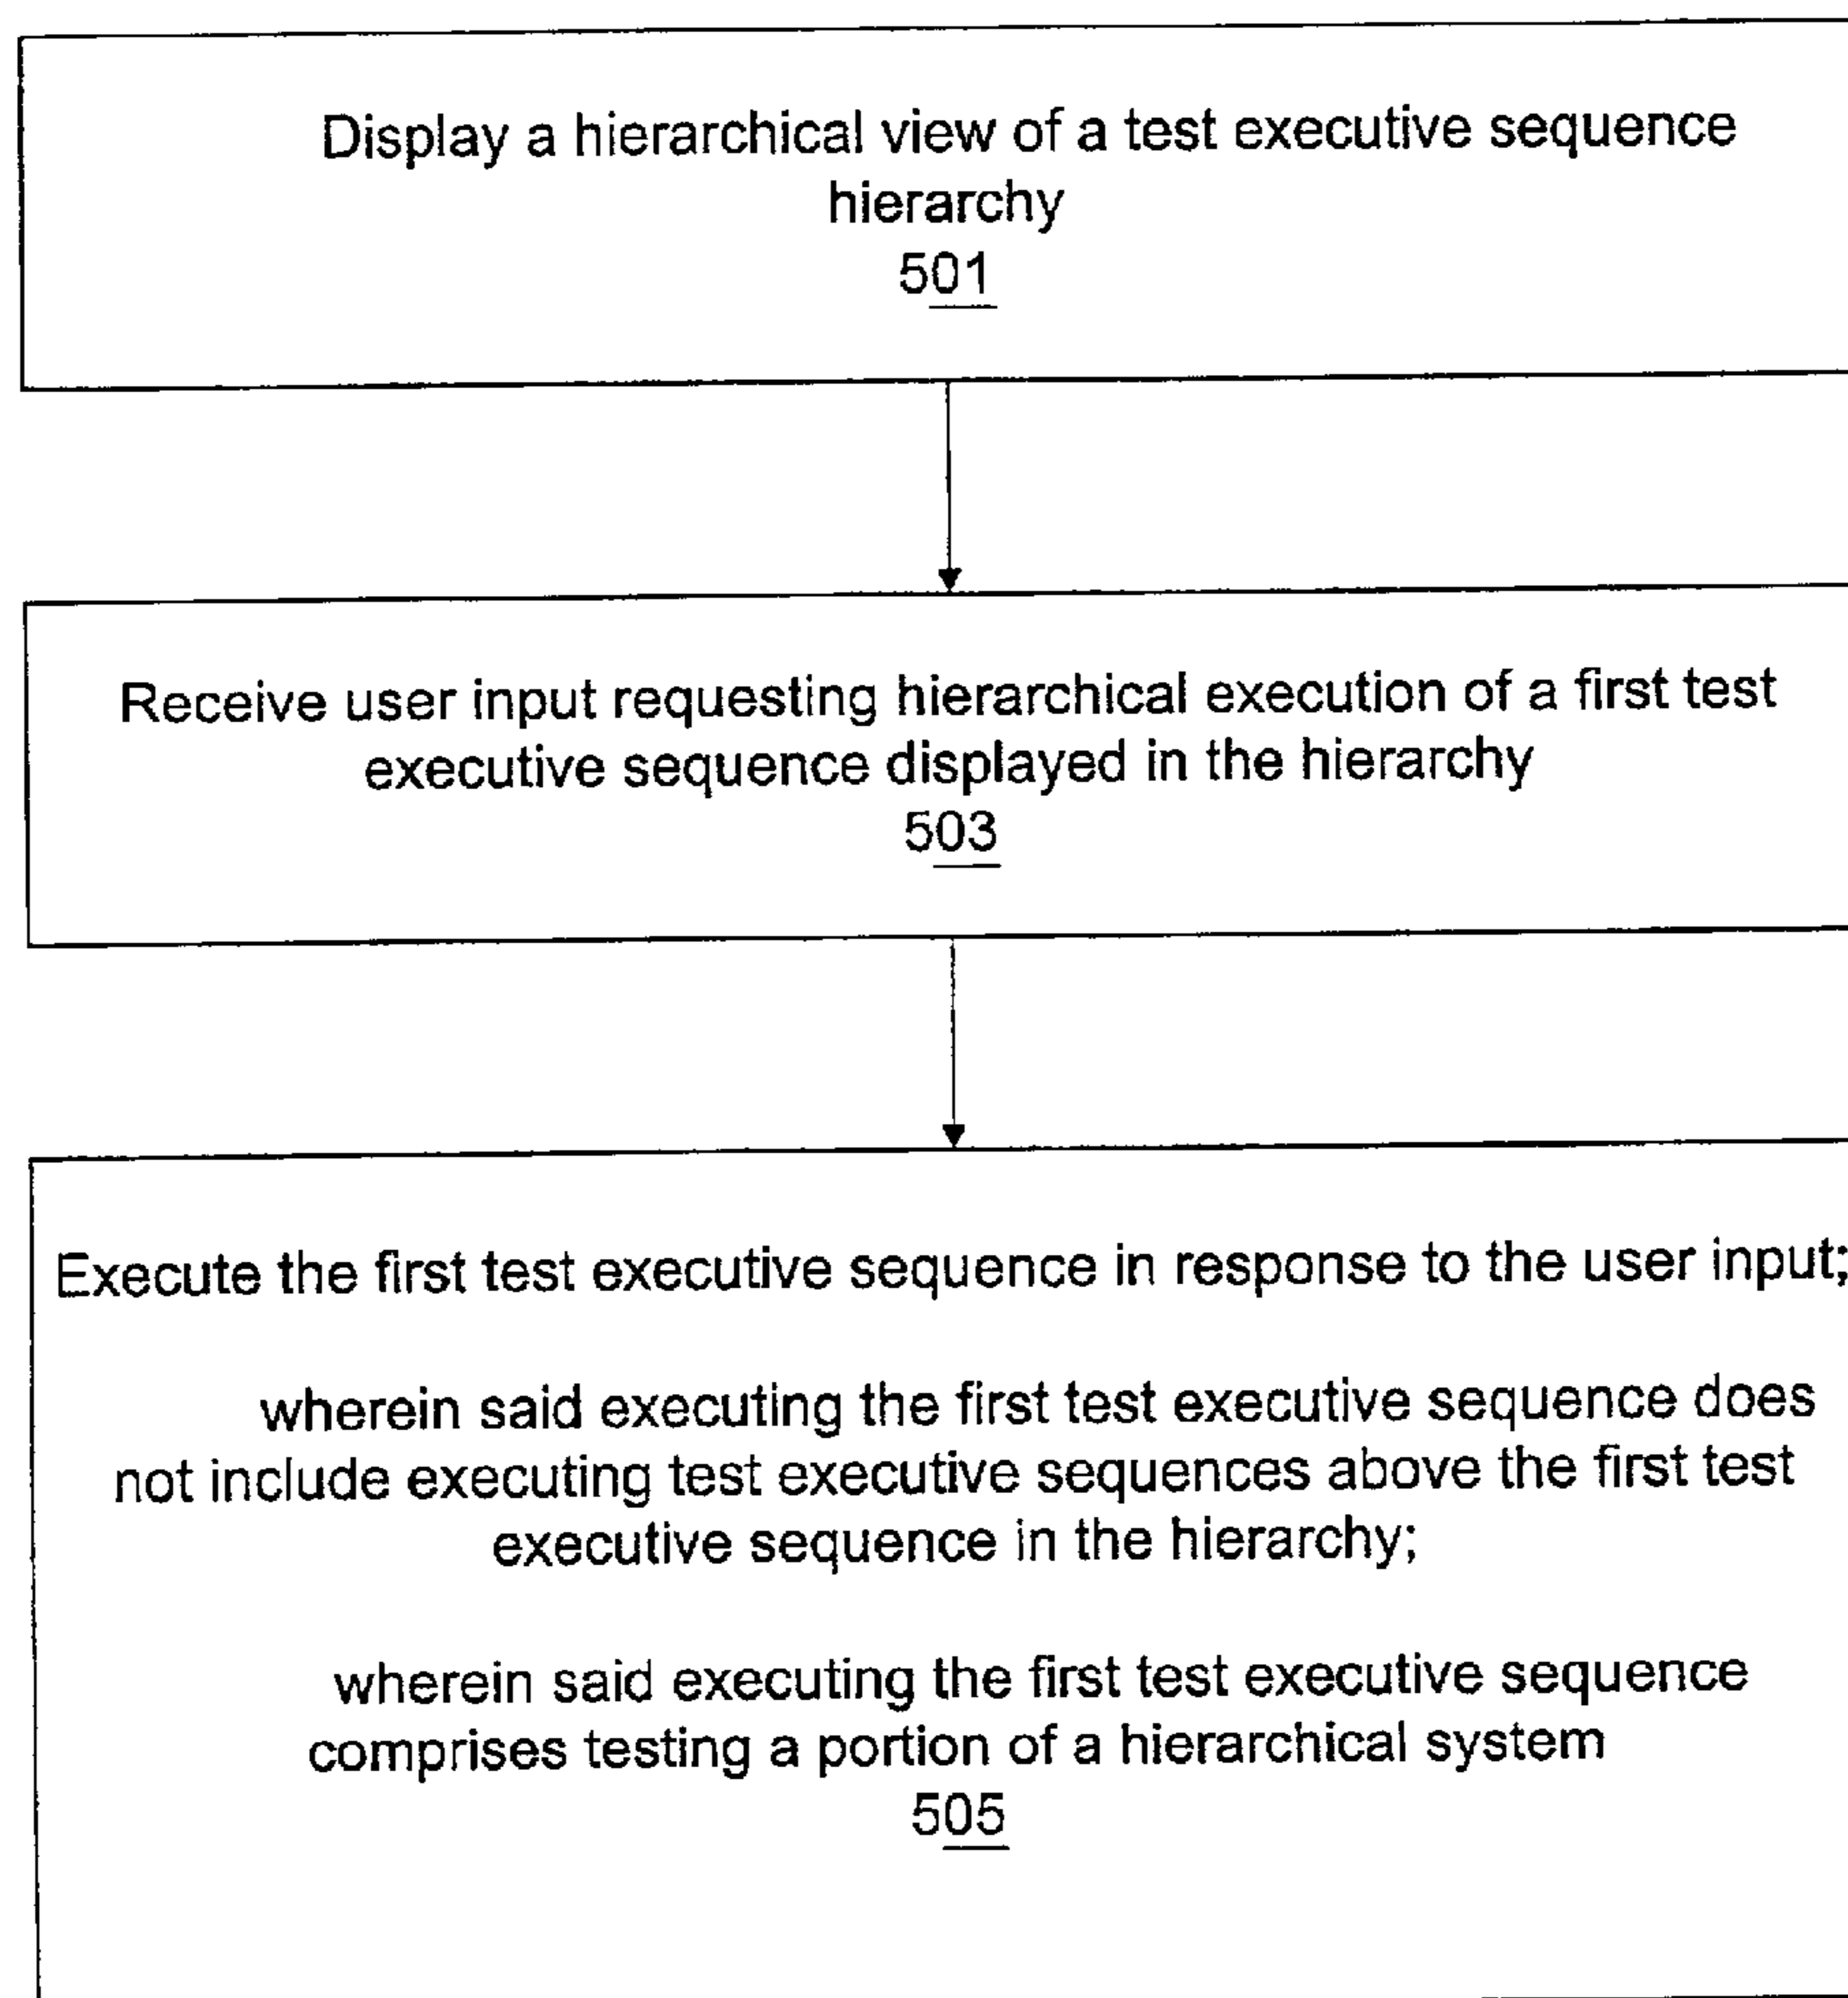 Display a hierarchical view of a test executive sequence
hierarchy
501
Receive user input requesting hierarchical execution of a first test
executive sequence displayed in the hierarchy
503
Execute the first test executive sequence in response to the user input;
wherein said executing the first test executive sequence does
not include executing test executive sequences above the first test
executive sequence in the hierarchy;
wherein said executing the first test executive sequence
comprises testing a portion of a hierarchical system
505